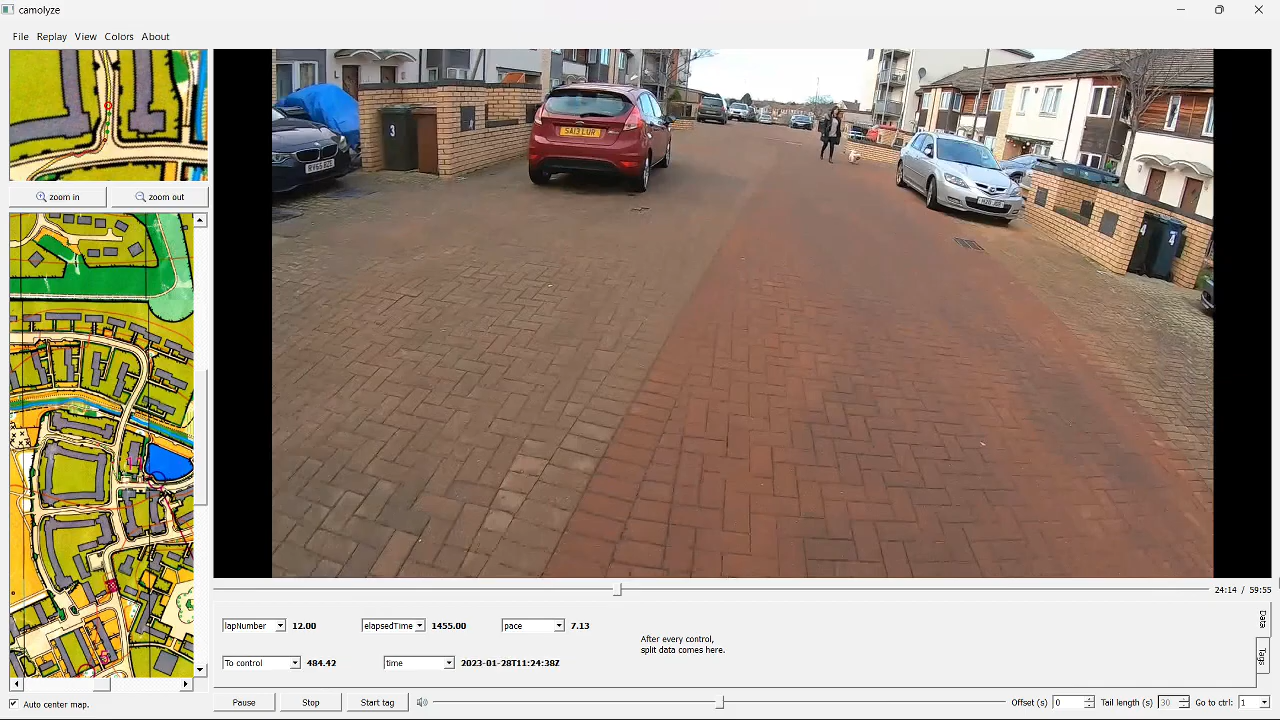 camolyze
File Replay View Colors About
zoom in zoom out
3
SA13 LUR
4 4
24:14 / 59:55
Data
Tags
lapNumber 12.00 elapsedTime 1455.00 pace 7.13
After every control,
split data comes here.
To control 484.42 time 2023-01-28T11:24:38Z
Auto center map.
Pause Stop Start tag Offset (s) 0 Tail length (s) 30 Go to ctrl: 1